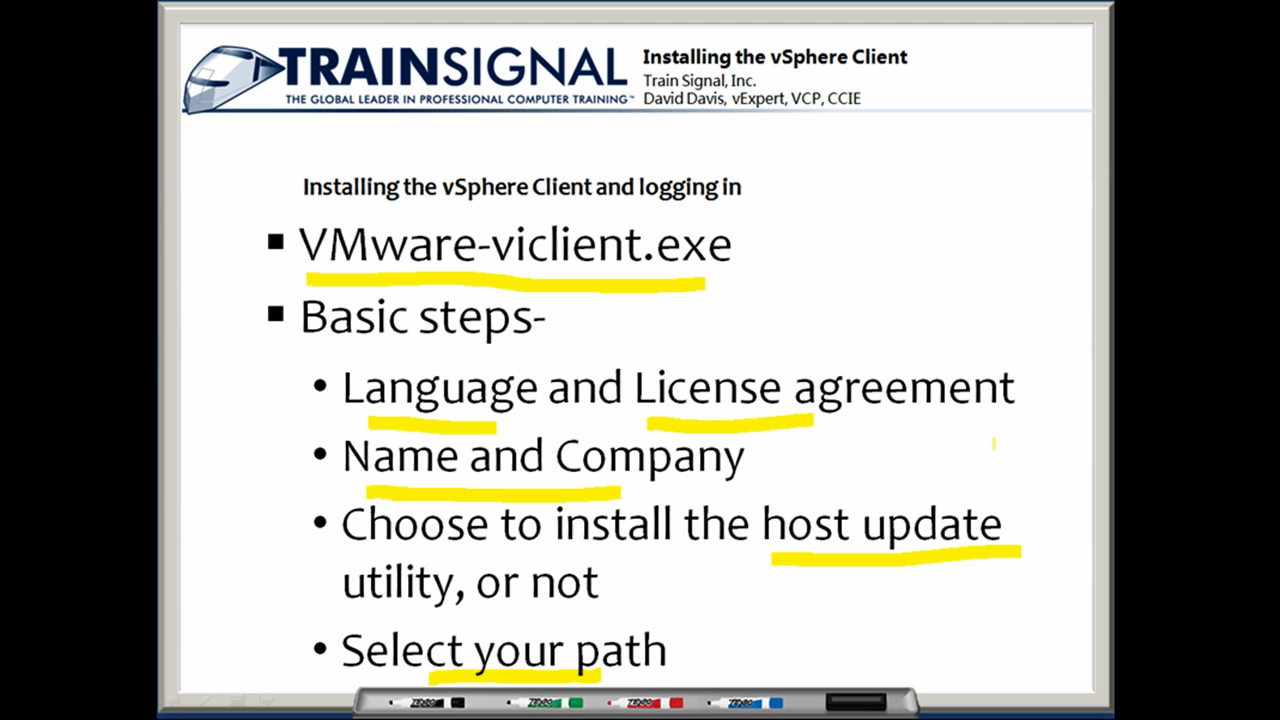 TRAINSIGNAL
THE GLOBAL LEADER IN PROFESSIONAL COMPUTER TRAINING™
Installing the vSphere Client
Train Signal, Inc.
David Davis, vExpert, VCP, CCIE
Installing the vSphere Client and logging in
▪ VMware-viclient.exe
▪ Basic steps-
• Language and License agreement
• Name and Company
• Choose to install the host update
utility, or not
• Select your path